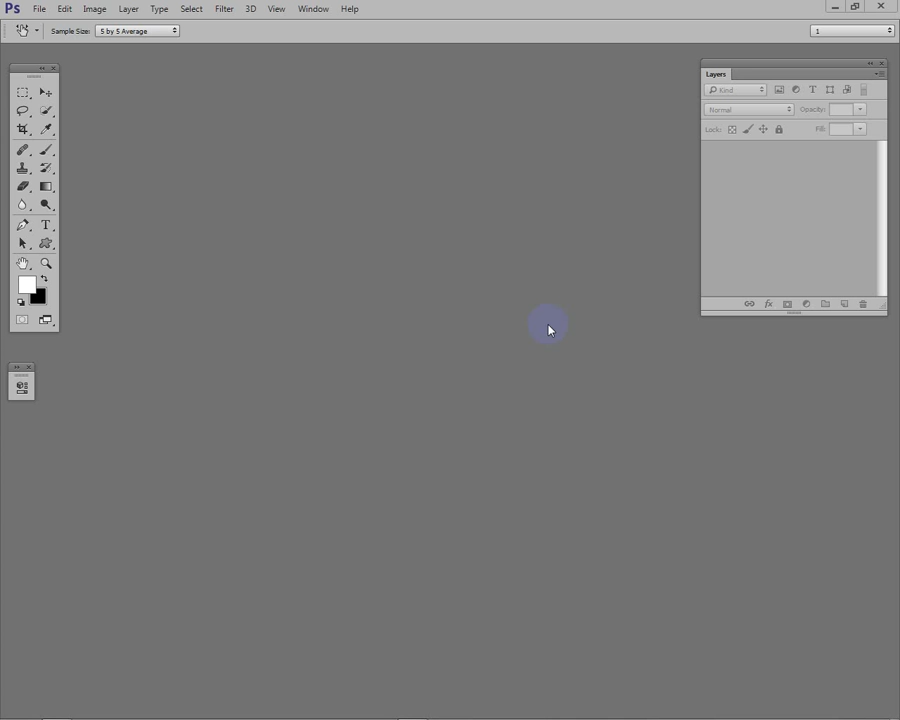 Ps File Edit Image Layer Type Select Filter 3D View Window Help
Sample Size: 5 by 5 Average 1
Layers
Kind T
Normal Opacity:
Lock: Fill:
fx
T